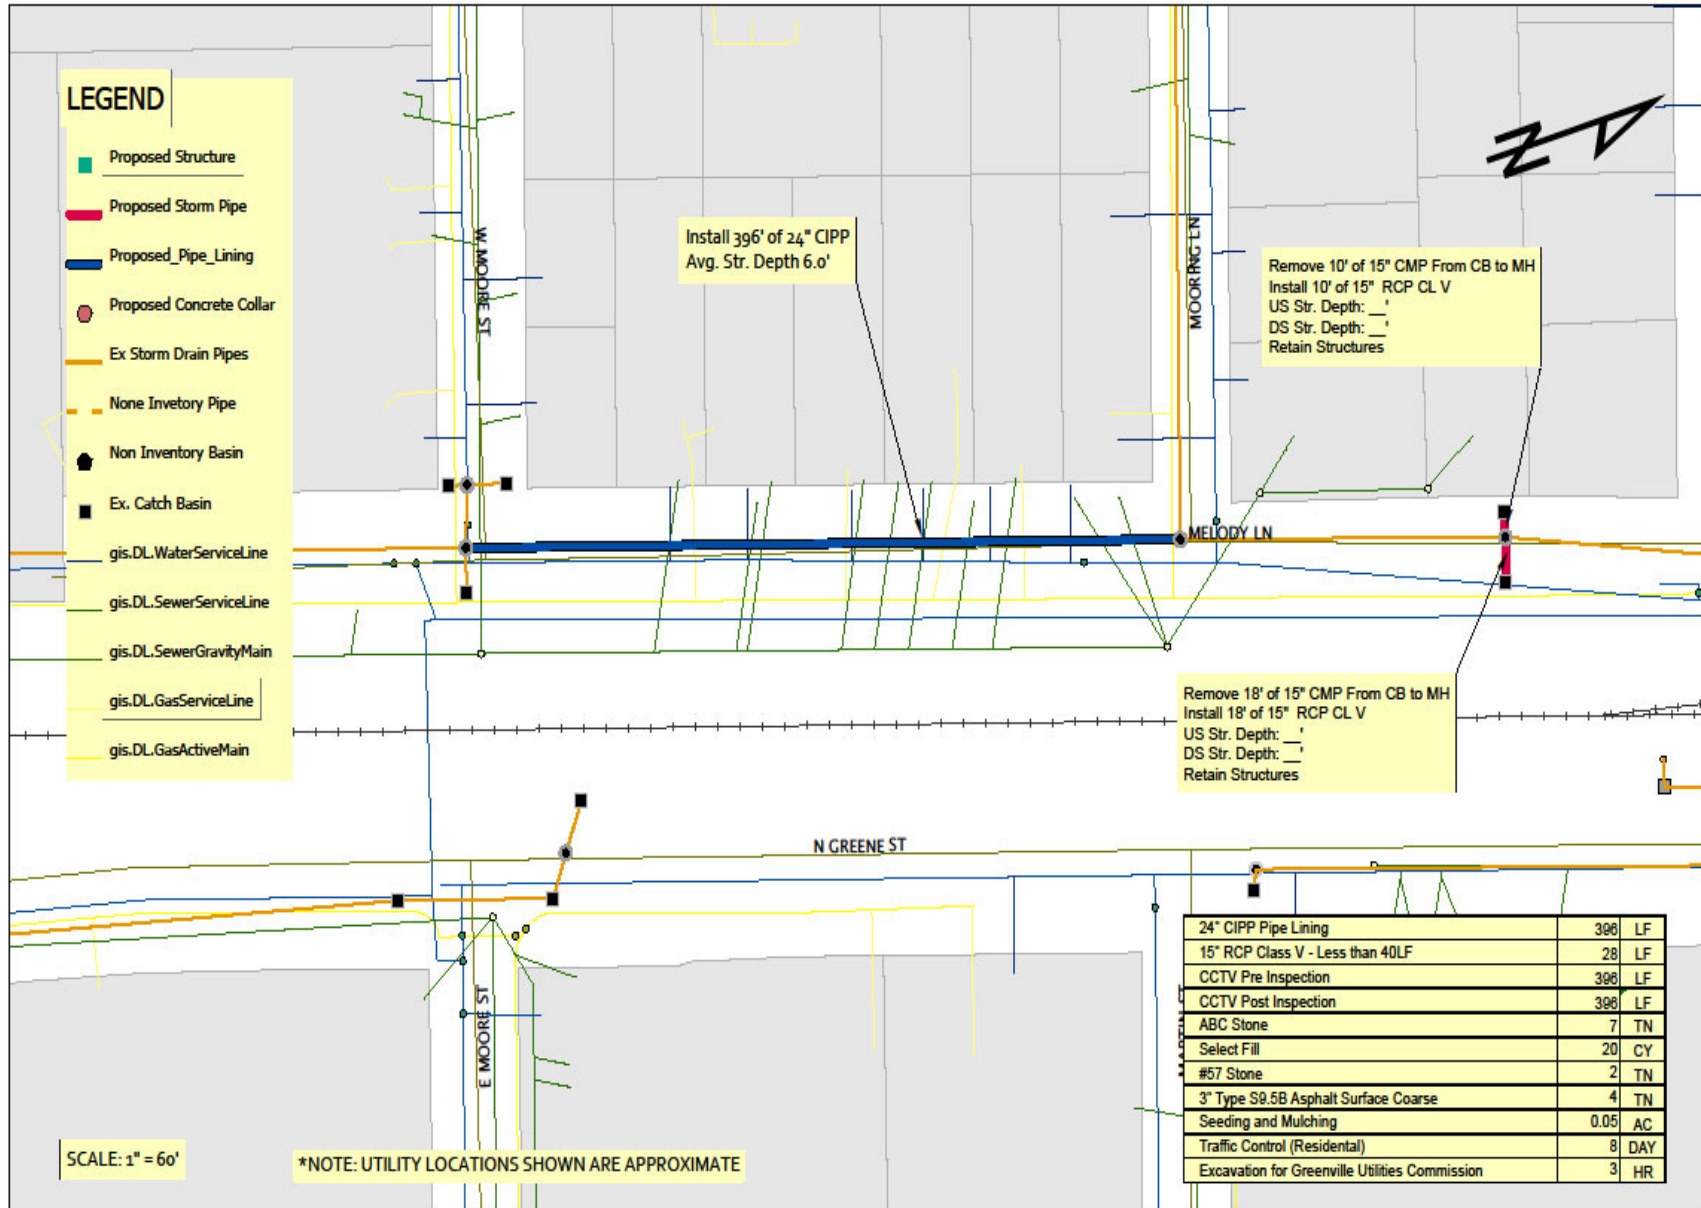 LEGEND
Proposed Structure
Proposed Storm Pipe
Proposed_Pipe_Lining
Proposed Concrete Collar
Ex Storm Drain Pipes
None Invetory Pipe
Non Inventory Basin
Ex. Catch Basin
gis.DL.WaterServiceLine
gis.DL.SewerServiceLine
gis.DL.SewerGravityMain
gis.DL.GasServiceLine
gis.DL.GasActiveMain
W MOORE ST
Install 396' of 24" CIPP
Avg. Str. Depth 6.0'
MOORING LN
Remove 10' of 15" CMP From CB to MH
Install 10' of 15" RCP CL V
US Str. Depth: __'
DS Str. Depth: __'
Retain Structures
N
MELODY LN
Remove 18' of 15" CMP From CB to MH
Install 18' of 15" RCP CL V
US Str. Depth: __'
DS Str. Depth: __'
Retain Structures
N GREENE ST
E MOORE ST
24" CIPP Pipe Lining 396 LF
15" RCP Class V - Less than 40LF 28 LF
CCTV Pre Inspection 396 LF
CCTV Post Inspection 396 LF
ABC Stone 7 TN
Select Fill 20 CY
#57 Stone 2 TN
3" Type S9.5B Asphalt Surface Coarse 4 TN
Seeding and Mulching 0.05 AC
Traffic Control (Residental) 8 DAY
Excavation for Greenville Utilities Commission 3 HR
SCALE: 1" = 60'
*NOTE: UTILITY LOCATIONS SHOWN ARE APPROXIMATE